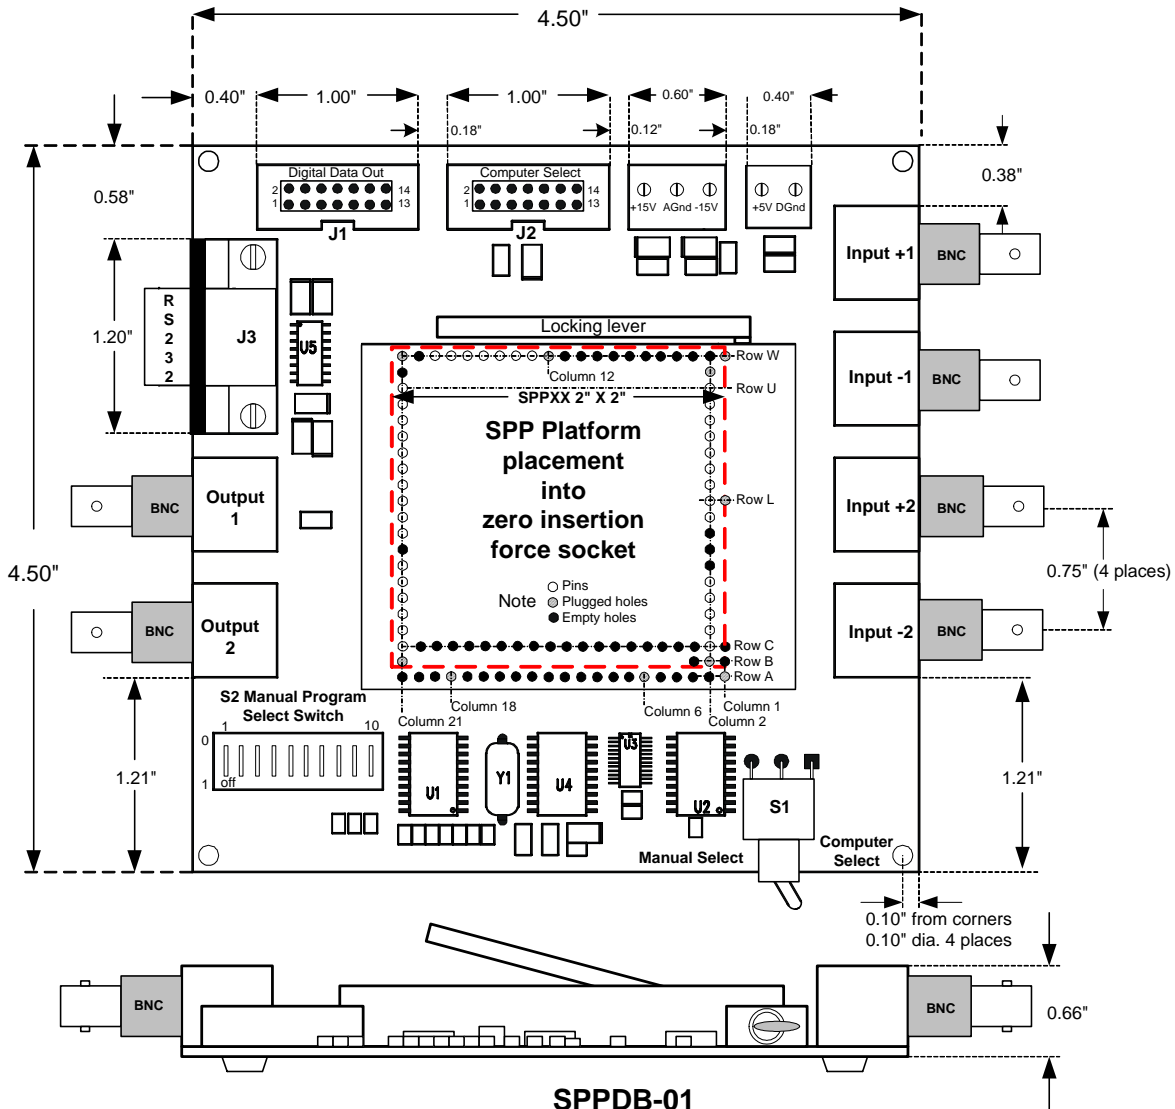 4.50"
0.40"
1.00"
1.00"
0.60"
0.40"
0.18"
0.12"
0.18"
0.58"
0.38"
Digital Data Out
2 14
1 13
J1
Computer Select
2 14
1 13
J2
+15V AGnd -15V
+5V DGnd
Input +1
BNC
1.20"
RS232
J3
U5
Locking lever
Row W
Column 12
Row U
Input -1
BNC
SPPXX 2" X 2"
SPP Platform
placement
into
zero insertion
force socket
Row L
Output
1
BNC
Input +2
BNC
4.50"
0.75" (4 places)
Note
Pins
Plugged holes
Empty holes
Output
2
BNC
Input -2
BNC
Row C
Row B
Row A
S2 Manual Program
Select Switch
Column 21
Column 18
Column 6
Column 1
Column 2
1 10
0
1
off
1.21"
U1
Y1
U4
U3
U2
S1
1.21"
Manual Select
Computer
Select
0.10" from corners
0.10" dia. 4 places
BNC
BNC
0.66"
SPPDB-01